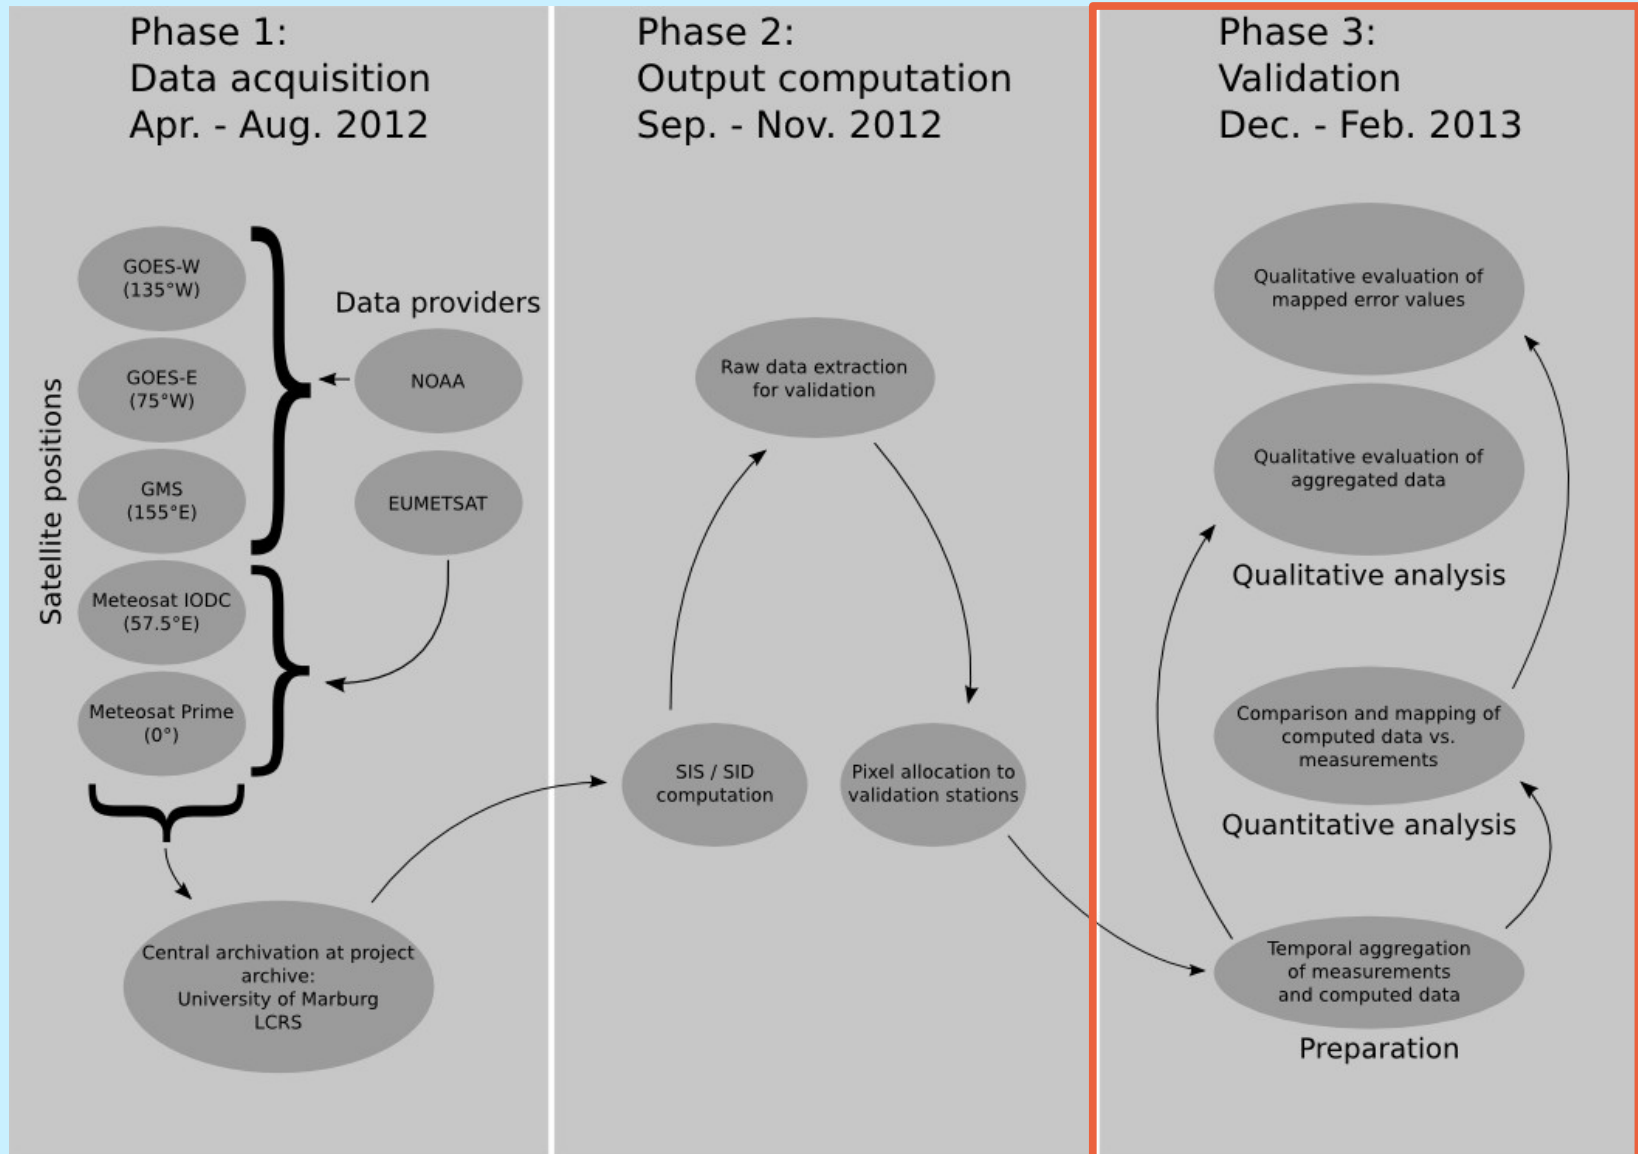 Phase 1:
Data acquisition
Apr. - Aug. 2012
Satellite positions
GOES-W
(135°W)
GOES-E
(75°W)
GMS
(155°E)
Meteosat IODC
(57.5°E)
Meteosat Prime
(0°)
Data providers
NOAA
EUMETSAT
Central archivation at project
archive:
University of Marburg
LCRS
Phase 2:
Output computation
Sep. - Nov. 2012
Raw data extraction
for validation
SIS / SID
computation
Pixel allocation to
validation stations
Phase 3:
Validation
Dec. - Feb. 2013
Qualitative evaluation of
mapped error values
Qualitative evaluation of
aggregated data
Qualitative analysis
Comparison and mapping of
computed data vs.
measurements
Quantitative analysis
Temporal aggregation
of measurements
and computed data
Preparation